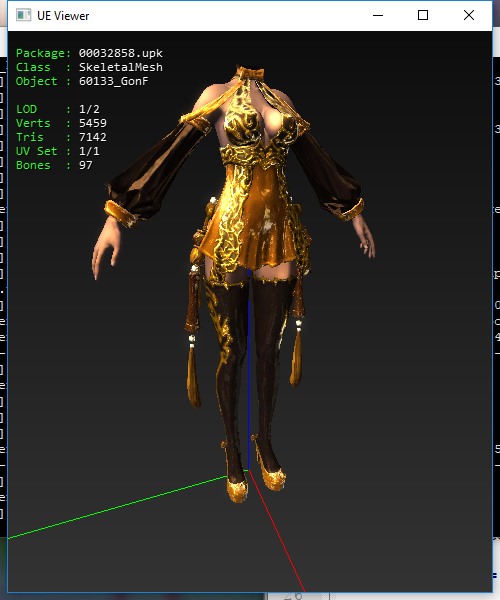 UE Viewer
Package: 00032858.upk
Class : SkeletalMesh
Object : 60133_GonF
LOD : 1/2
Verts : 5459
Tris : 7142
UV Set : 1/1
Bones : 97